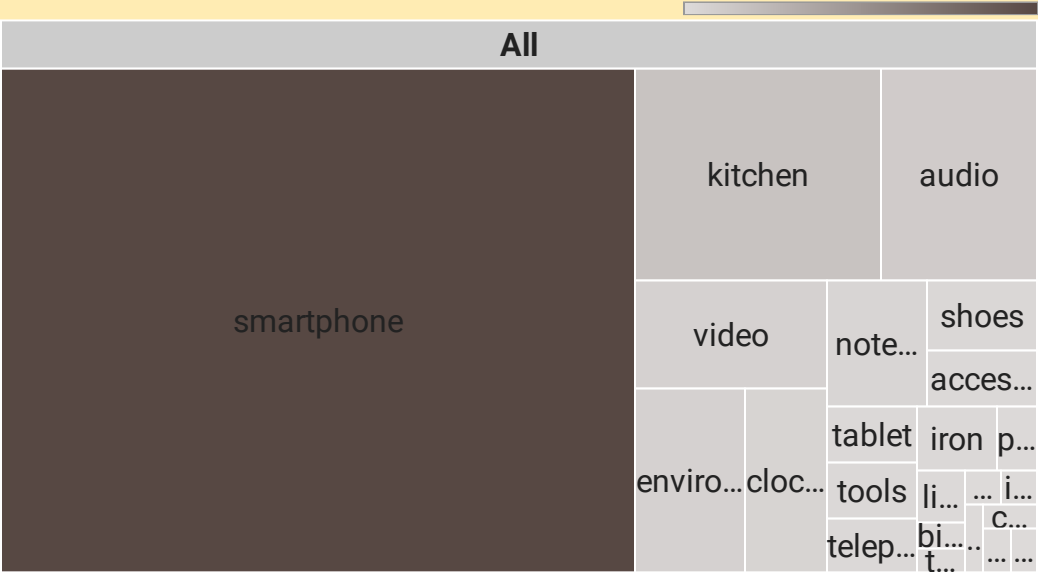 All
smartphone
kitchen
audio
video
note...
shoes
acces...
enviro...
cloc...
tablet
iron
p...
tools
li...
...
i...
c...
telep...
bi...
..
...
...
t...